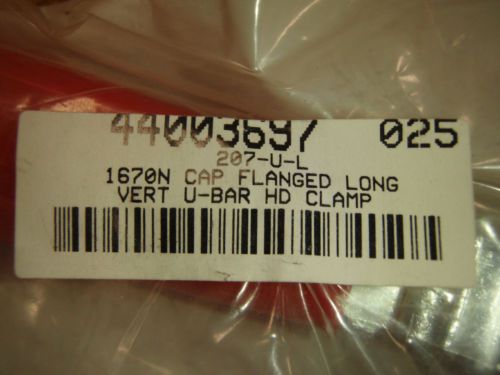 44003697 025
207-U-L
1670N CAP FLANGED LONG
VERT U-BAR HD CLAMP